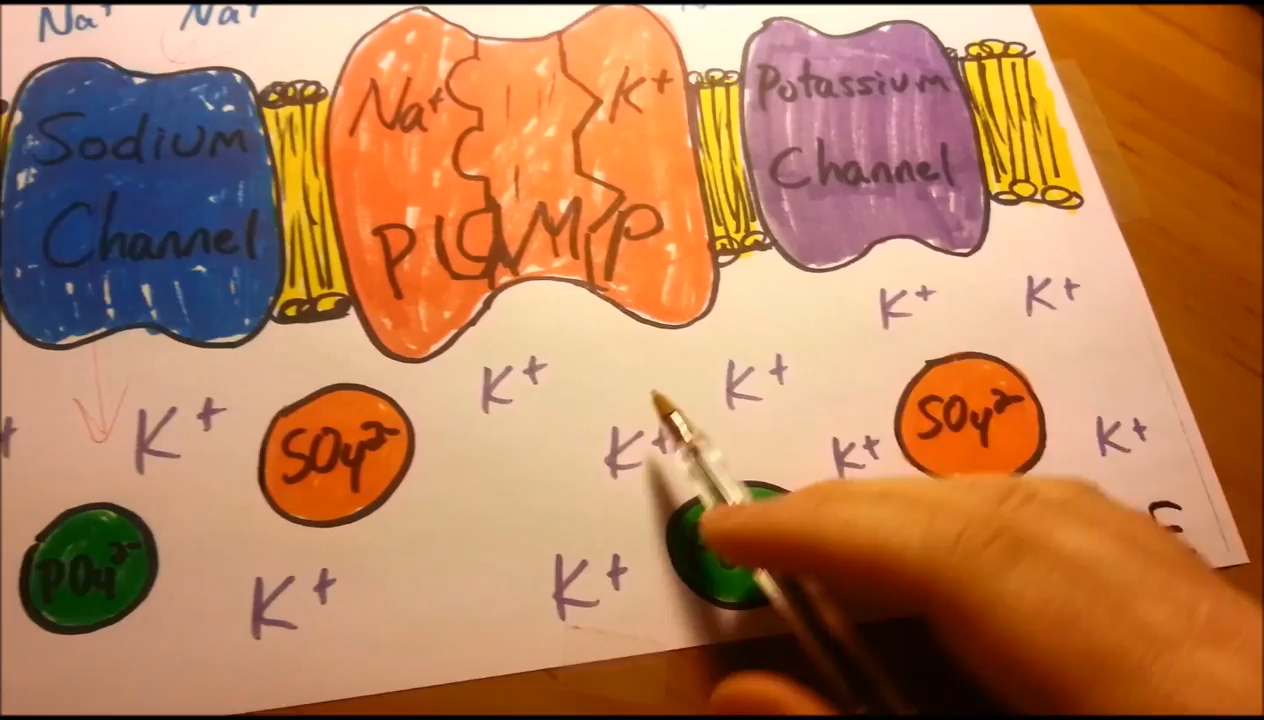 Na⁺ Na⁺
Sodium
Channel
Na⁺ K⁺
PUMP
Potassium
Channel
K⁺ K⁺
K⁺ K⁺
K⁺ SO₄²⁻ K⁺ K⁺ SO₄²⁻ K⁺
PO₄³⁻
K⁺ K⁺